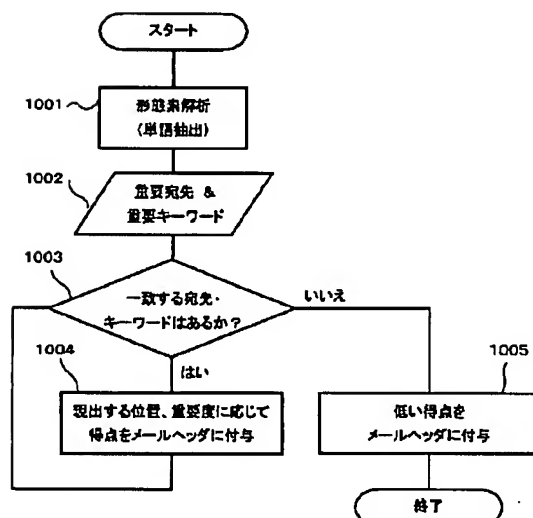 スタート
1001
形態素解析
(単語抽出)
1002
重要宛先 &
重要キーワード
1003
一致する宛先・
キーワードはあるか?
いいえ
はい
1004
現出する位置、重要度に応じて
得点をメールヘッダに付与
1005
低い得点を
メールヘッダに付与
終了